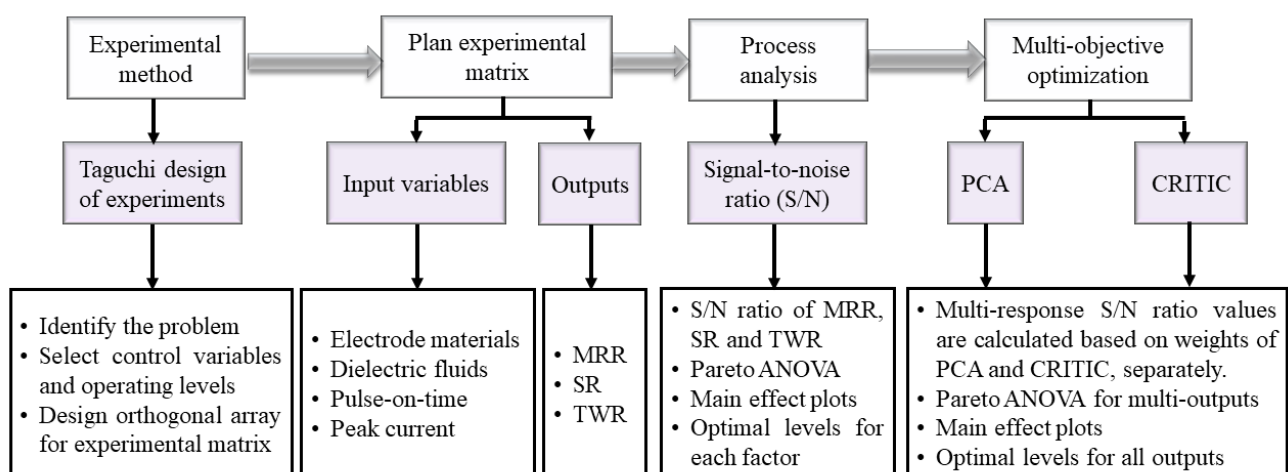 Experimental
method
Plan experimental
matrix
Process
analysis
Multi-objective
optimization
Taguchi design
of experiments
Input variables
Outputs
Signal-to-noise
ratio (S/N)
PCA
CRITIC
• Identify the problem
• Select control variables
and operating levels
• Design orthogonal array
for experimental matrix
• Electrode materials
• Dielectric fluids
• Pulse-on-time
• Peak current
• MRR
• SR
• TWR
• S/N ratio of MRR,
SR and TWR
• Pareto ANOVA
• Main effect plots
• Optimal levels for
each factor
• Multi-response S/N ratio values
are calculated based on weights of
PCA and CRITIC, separately.
• Pareto ANOVA for multi-outputs
• Main effect plots
• Optimal levels for all outputs